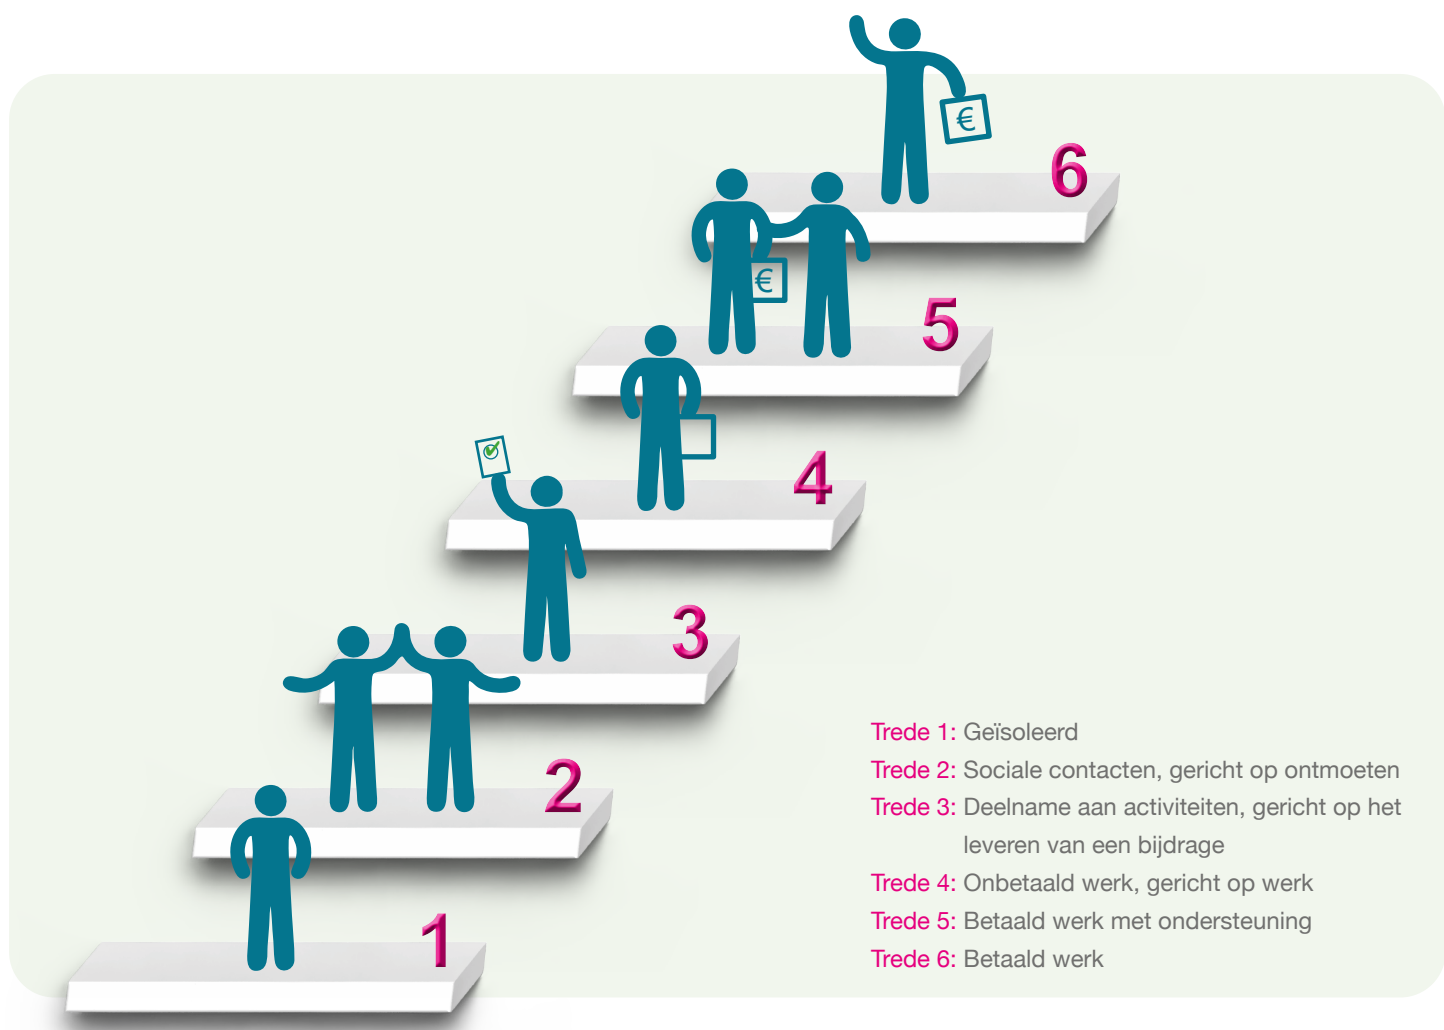 €
6
€
5
4
3
2
1
Trede 1: Geïsoleerd
Trede 2: Sociale contacten, gericht op ontmoeten
Trede 3: Deelname aan activiteiten, gericht op het
leveren van een bijdrage
Trede 4: Onbetaald werk, gericht op werk
Trede 5: Betaald werk met ondersteuning
Trede 6: Betaald werk